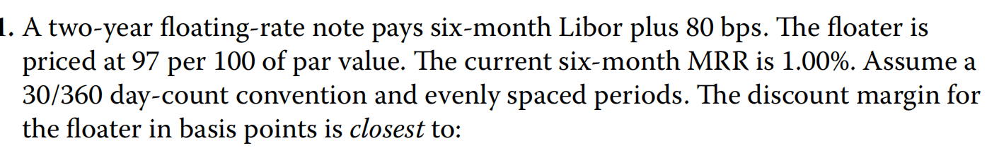 1. A two-year floating-rate note pays six-month Libor plus 80 bps. The floater is
priced at 97 per 100 of par value. The current six-month MRR is 1.00%. Assume a
30/360 day-count convention and evenly spaced periods. The discount margin for
the floater in basis points is closest to: